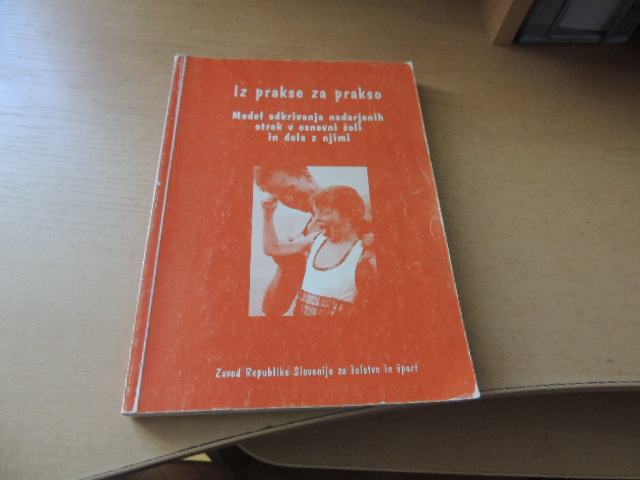 Iz prakse za prakso
Model odkrivanja nadarjenih
otrok v osnovni šoli
in dela z njimi
Zavod Republike Slovenije za šolstvo in šport